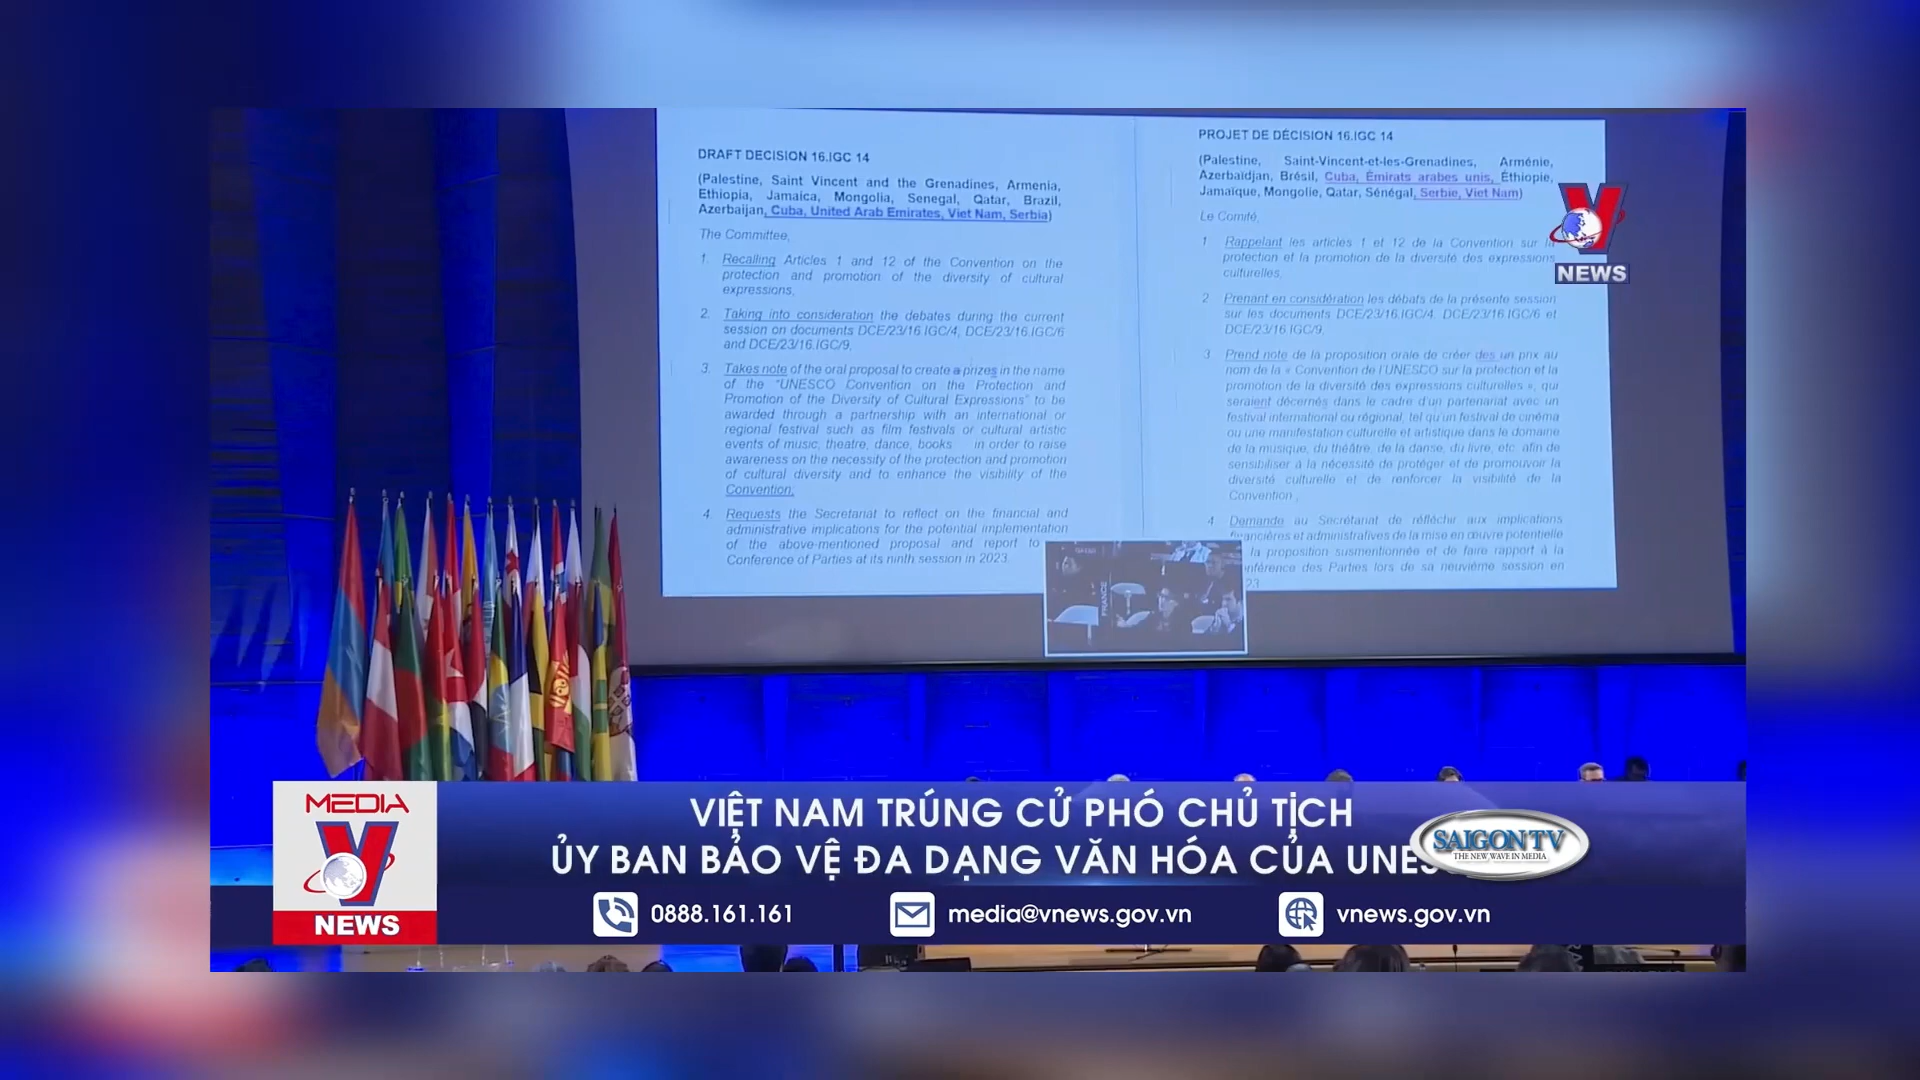 DRAFT DECISION 16.IGC 14
(Palestine, Saint Vincent and the Grenadines, Armenia,
Ethiopia, Jamaica, Mongolia, Senegal, Qatar, Brazil,
Azerbaijan, Cuba, United Arab Emirates, Viet Nam, Serbia)
The Committee,
1. Recalling Articles 1 and 12 of the Convention on the
protection and promotion of the diversity of cultural
expressions,
2. Taking into consideration the debates during the current
session on documents DCE/23/16.IGC/4, DCE/23/16.IGC/6
and DCE/23/16.IGC/9,
3. Takes note of the oral proposal to create a prizes in the name
of the "UNESCO Convention on the Protection and
Promotion of the Diversity of Cultural Expressions" to be
awarded through a partnership with an international or
regional festival such as film festivals or cultural artistic
events of music, theatre, dance, books in order to raise
awareness on the necessity of the protection and promotion
of cultural diversity and to enhance the visibility of the
Convention;
4. Requests the Secretariat to reflect on the financial and
administrative implications for the potential implementation
of the above-mentioned proposal and report to
Conference of Parties at its ninth session in 2023.
PROJET DE DÉCISION 16.IGC 14
(Palestine, Saint-Vincent-et-les-Grenadines, Arménie,
Azerbaïdjan, Brésil, Cuba, Émirats arabes unis, Éthiopie,
Jamaïque, Mongolie, Qatar, Sénégal, Serbie, Viet Nam)
Le Comité,
1 Rappelant les articles 1 et 12 de la Convention sur la
protection et la promotion de la diversité des expressions
culturelles,
2 Prenant en considération les débats de la présente session
sur les documents DCE/23/16.IGC/4, DCE/23/16.IGC/6 et
DCE/23/16.IGC/9,
3 Prend note de la proposition orale de créer des un prix au
nom de la « Convention de l'UNESCO sur la protection et la
promotion de la diversité des expressions culturelles », qui
seraient décernés dans le cadre d'un partenariat avec un
festival international ou régional, tel qu'un festival de cinéma
ou une manifestation culturelle et artistique dans le domaine
de la musique, du théâtre, de la danse, du livre, etc. afin de
sensibiliser à la nécessité de protéger et de promouvoir la
diversité culturelle et de renforcer la visibilité de la
Convention ;
4 Demande au Secrétariat de réfléchir aux implications
financières et administratives de la mise en œuvre potentielle
la proposition susmentionnée et de faire rapport à la
nférence des Parties lors de sa neuvième session en
23
FRANCE
V
NEWS
MEDIA
V
NEWS
VIỆT NAM TRÚNG CỬ PHÓ CHỦ TỊCH
ỦY BAN BẢO VỆ ĐA DẠNG VĂN HÓA CỦA UNES
SAIGON TV
THE NEW WAVE IN MEDIA
0888.161.161
media@vnews.gov.vn
vnews.gov.vn